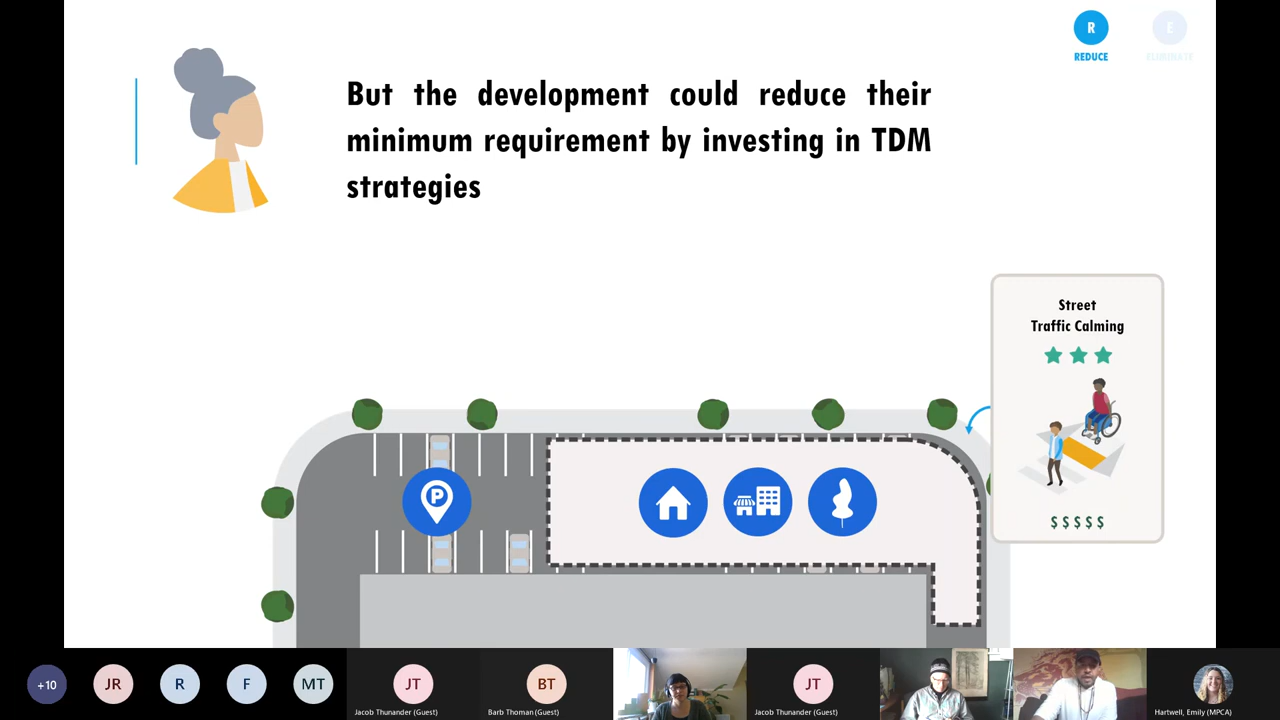 R
E
REDUCE
ELIMINATE
But the development could reduce their
minimum requirement by investing in TDM
strategies
Street
Traffic Calming
P
$ $ $ $ $
+10
JR
R
F
MT
JT
BT
JT
Jacob Thunander (Guest)
Barb Thoman (Guest)
Jacob Thunander (Guest)
Hartwell, Emily (MPCA)